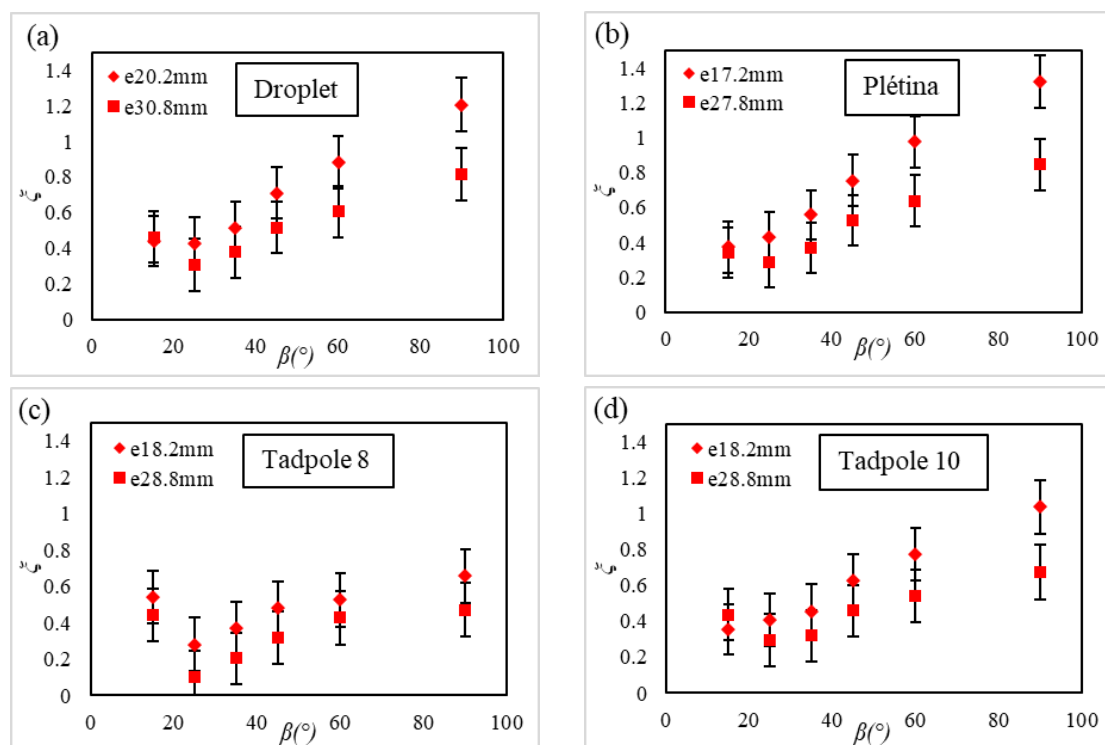 (a)
1.4
1.2
1
0.8
0.6
0.4
0.2
0
ξ
e20.2mm
e30.8mm
Droplet
0 20 40 60 80 100
β(°)
(b)
1.4
1.2
1
0.8
0.6
0.4
0.2
0
ξ
e17.2mm
e27.8mm
Plétina
0 20 40 60 80 100
β(°)
(c)
1.4
1.2
1
0.8
0.6
0.4
0.2
0
ξ
e18.2mm
e28.8mm
Tadpole 8
0 20 40 60 80 100
β(°)
(d)
1.4
1.2
1
0.8
0.6
0.4
0.2
0
ξ
e18.2mm
e28.8mm
Tadpole 10
0 20 40 60 80 100
β(°)